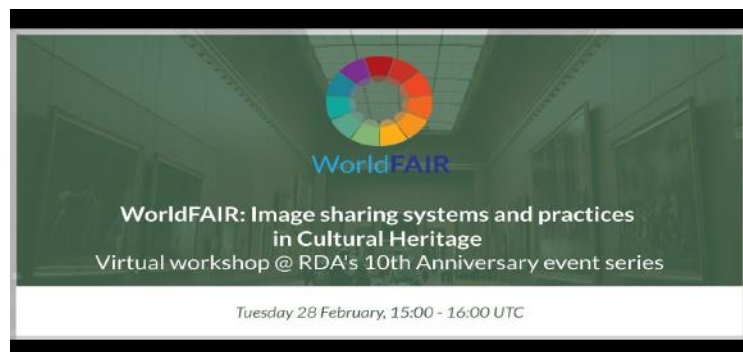 WorldFAIR
WorldFAIR: Image sharing systems and practices
in Cultural Heritage
Virtual workshop @ RDA's 10th Anniversary event series
Tuesday 28 February, 15:00 - 16:00 UTC